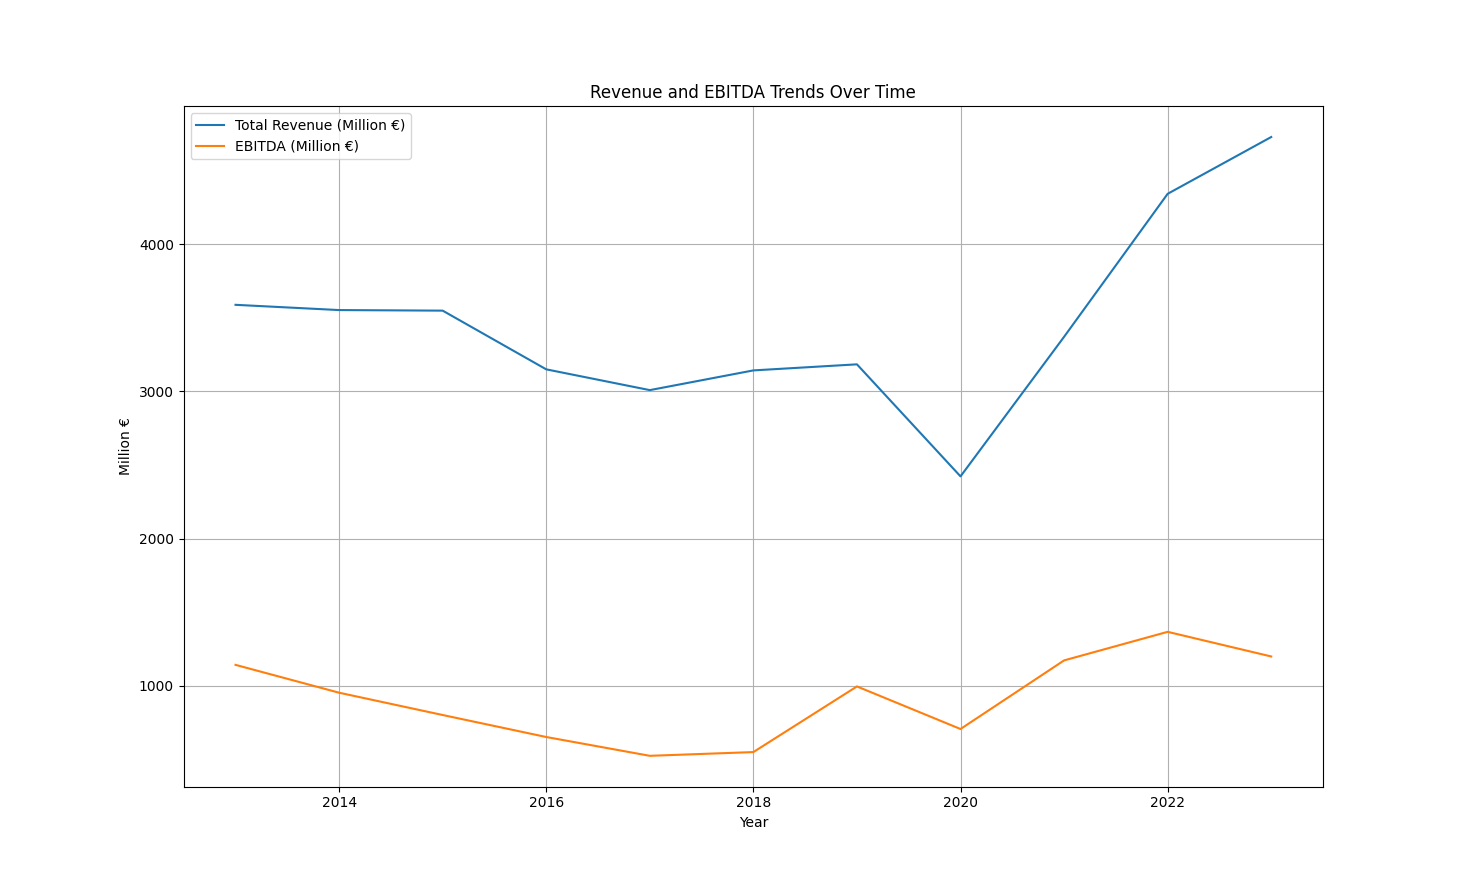 Revenue and EBITDA Trends Over Time
Total Revenue (Million €)
EBITDA (Million €)
4000
3000
2000
1000
Million €
2014 2016 2018 2020 2022
Year